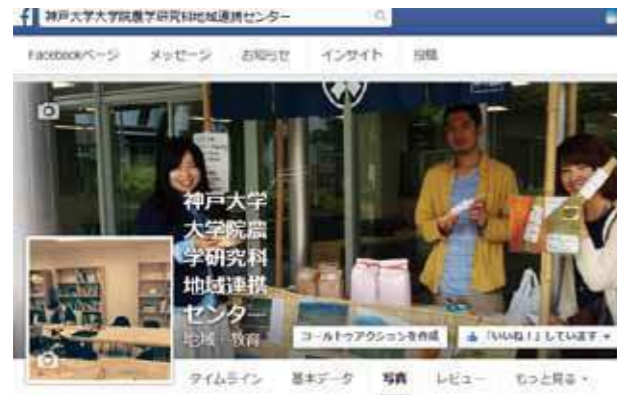 神戸大学大学院農学研究科地域連携センター
Facebookページ メッセージ お知らせ インサイト 投稿
神戸大学
大学院農
学研究科
地域連携
センター
地域・教育
コールトゥアクションを作成 「いいね！」しています
タイムライン 基本データ 写真 レビュー もっと見る